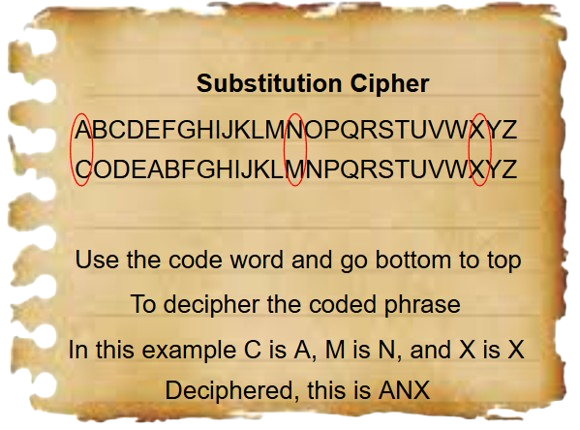 Substitution Cipher
ABCDEFGHIJKLMNOPQRSTUVWXYZ
CODEABFGHIJKLMNPQRSTUVWXYZ
Use the code word and go bottom to top
To decipher the coded phrase
In this example C is A, M is N, and X is X
Deciphered, this is ANX